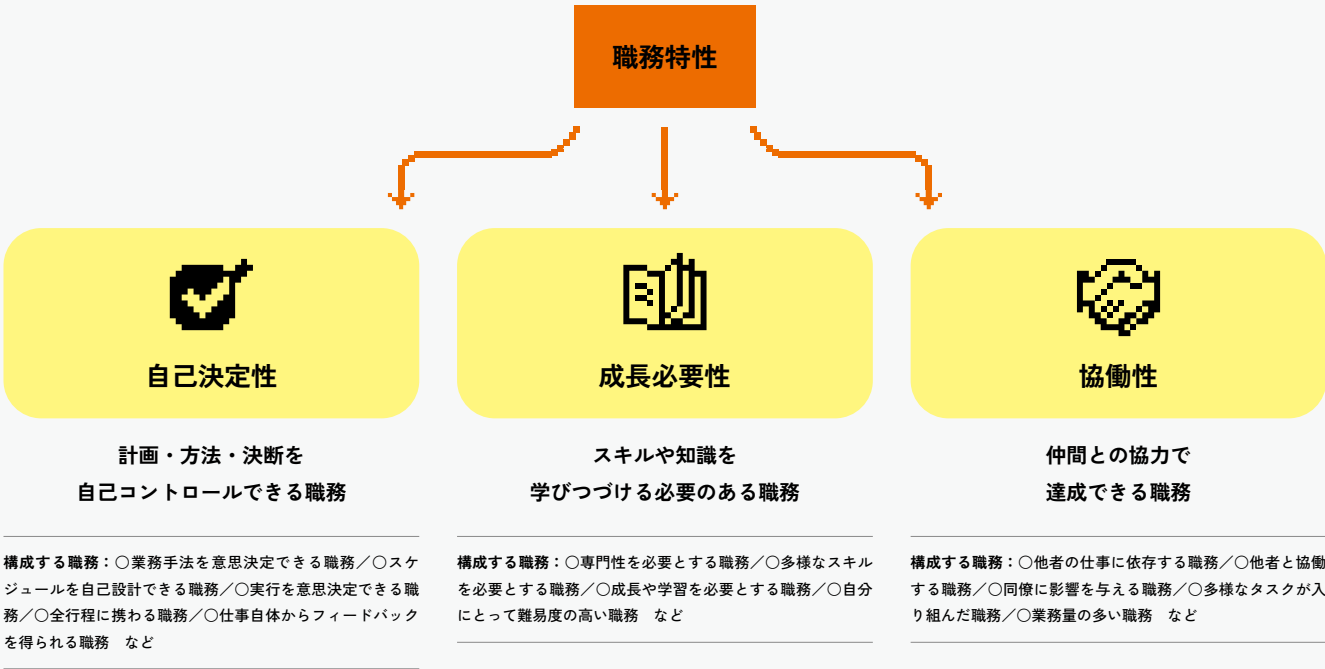 職務特性
自己決定性
計画・方法・決断を
自己コントロールできる職務
構成する職務：〇業務手法を意思決定できる職務／〇スケ
ジュールを自己設計できる職務／〇実行を意思決定できる職
務／〇全行程に携わる職務／〇仕事自体からフィードバック
を得られる職務　など
成長必要性
スキルや知識を
学びつづける必要のある職務
構成する職務：〇専門性を必要とする職務／〇多様なスキル
を必要とする職務／〇成長や学習を必要とする職務／〇自分
にとって難易度の高い職務　など
協働性
仲間との協力で
達成できる職務
構成する職務：〇他者の仕事に依存する職務／〇他者と協働
する職務／〇同僚に影響を与える職務／〇多様なタスクが入
り組んだ職務／〇業務量の多い職務　など